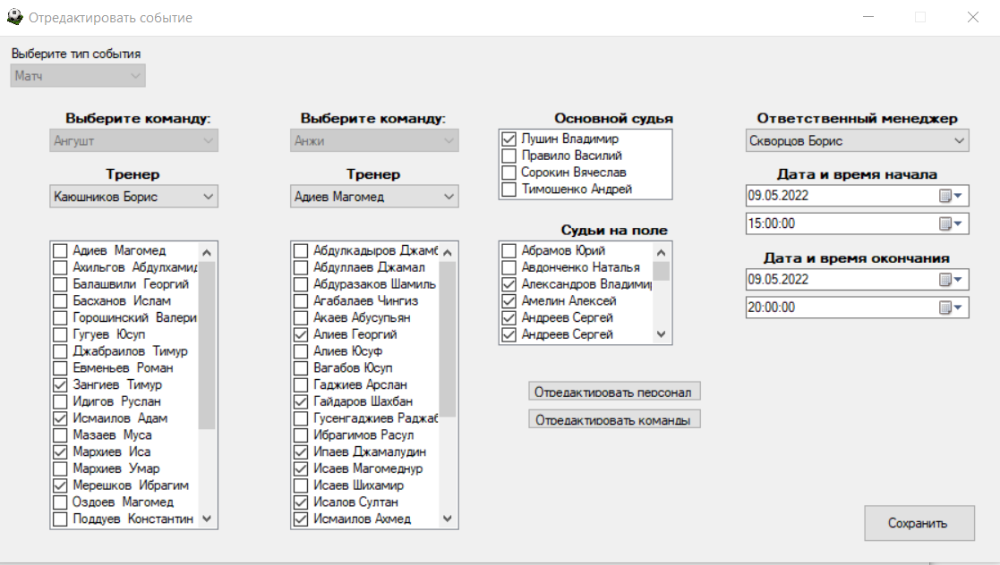 Отредактировать событие
Выберите тип события
Матч
Выберите команду:
Ангушт
Тренер
Каюшников Борис
Адиев Магомед
Ахильгов Абдулхамид
Балашвили Георгий
Басханов Ислам
Горошинский Валери
Гугуев Юсуп
Джабраилов Тимур
Евменьев Роман
Зангиев Тимур
Идигов Руслан
Исмаилов Адам
Мазаев Муса
Мархиев Иса
Мархиев Умар
Мерешков Ибрагим
Оздоев Магомед
Поддуев Константин
Выберите команду:
Анжи
Тренер
Адиев Магомед
Абдулкадыров Джамб
Абдуллаев Джамал
Абдуразаков Шамиль
Агабалаев Чингиз
Акаев Абусупьян
Алиев Георгий
Алиев Юсуф
Вагабов Юсуп
Гаджиев Арслан
Гайдаров Шахбан
Гусенгаджиев Раджаб
Ибрагимов Расул
Ипаев Джамалудин
Исаев Магомеднур
Исаев Шихамир
Исалов Султан
Исмаилов Ахмед
Основной судья
Лушин Владимир
Правило Василий
Сорокин Вячеслав
Тимошенко Андрей
Судьи на поле
Абрамов Юрий
Авдонченко Наталья
Александров Владимир
Амелин Алексей
Андреев Сергей
Андреев Сергей
Отредактировать персонал
Отредактировать команды
Ответственный менеджер
Скворцов Борис
Дата и время начала
09.05.2022
15:00:00
Дата и время окончания
09.05.2022
20:00:00
Сохранить